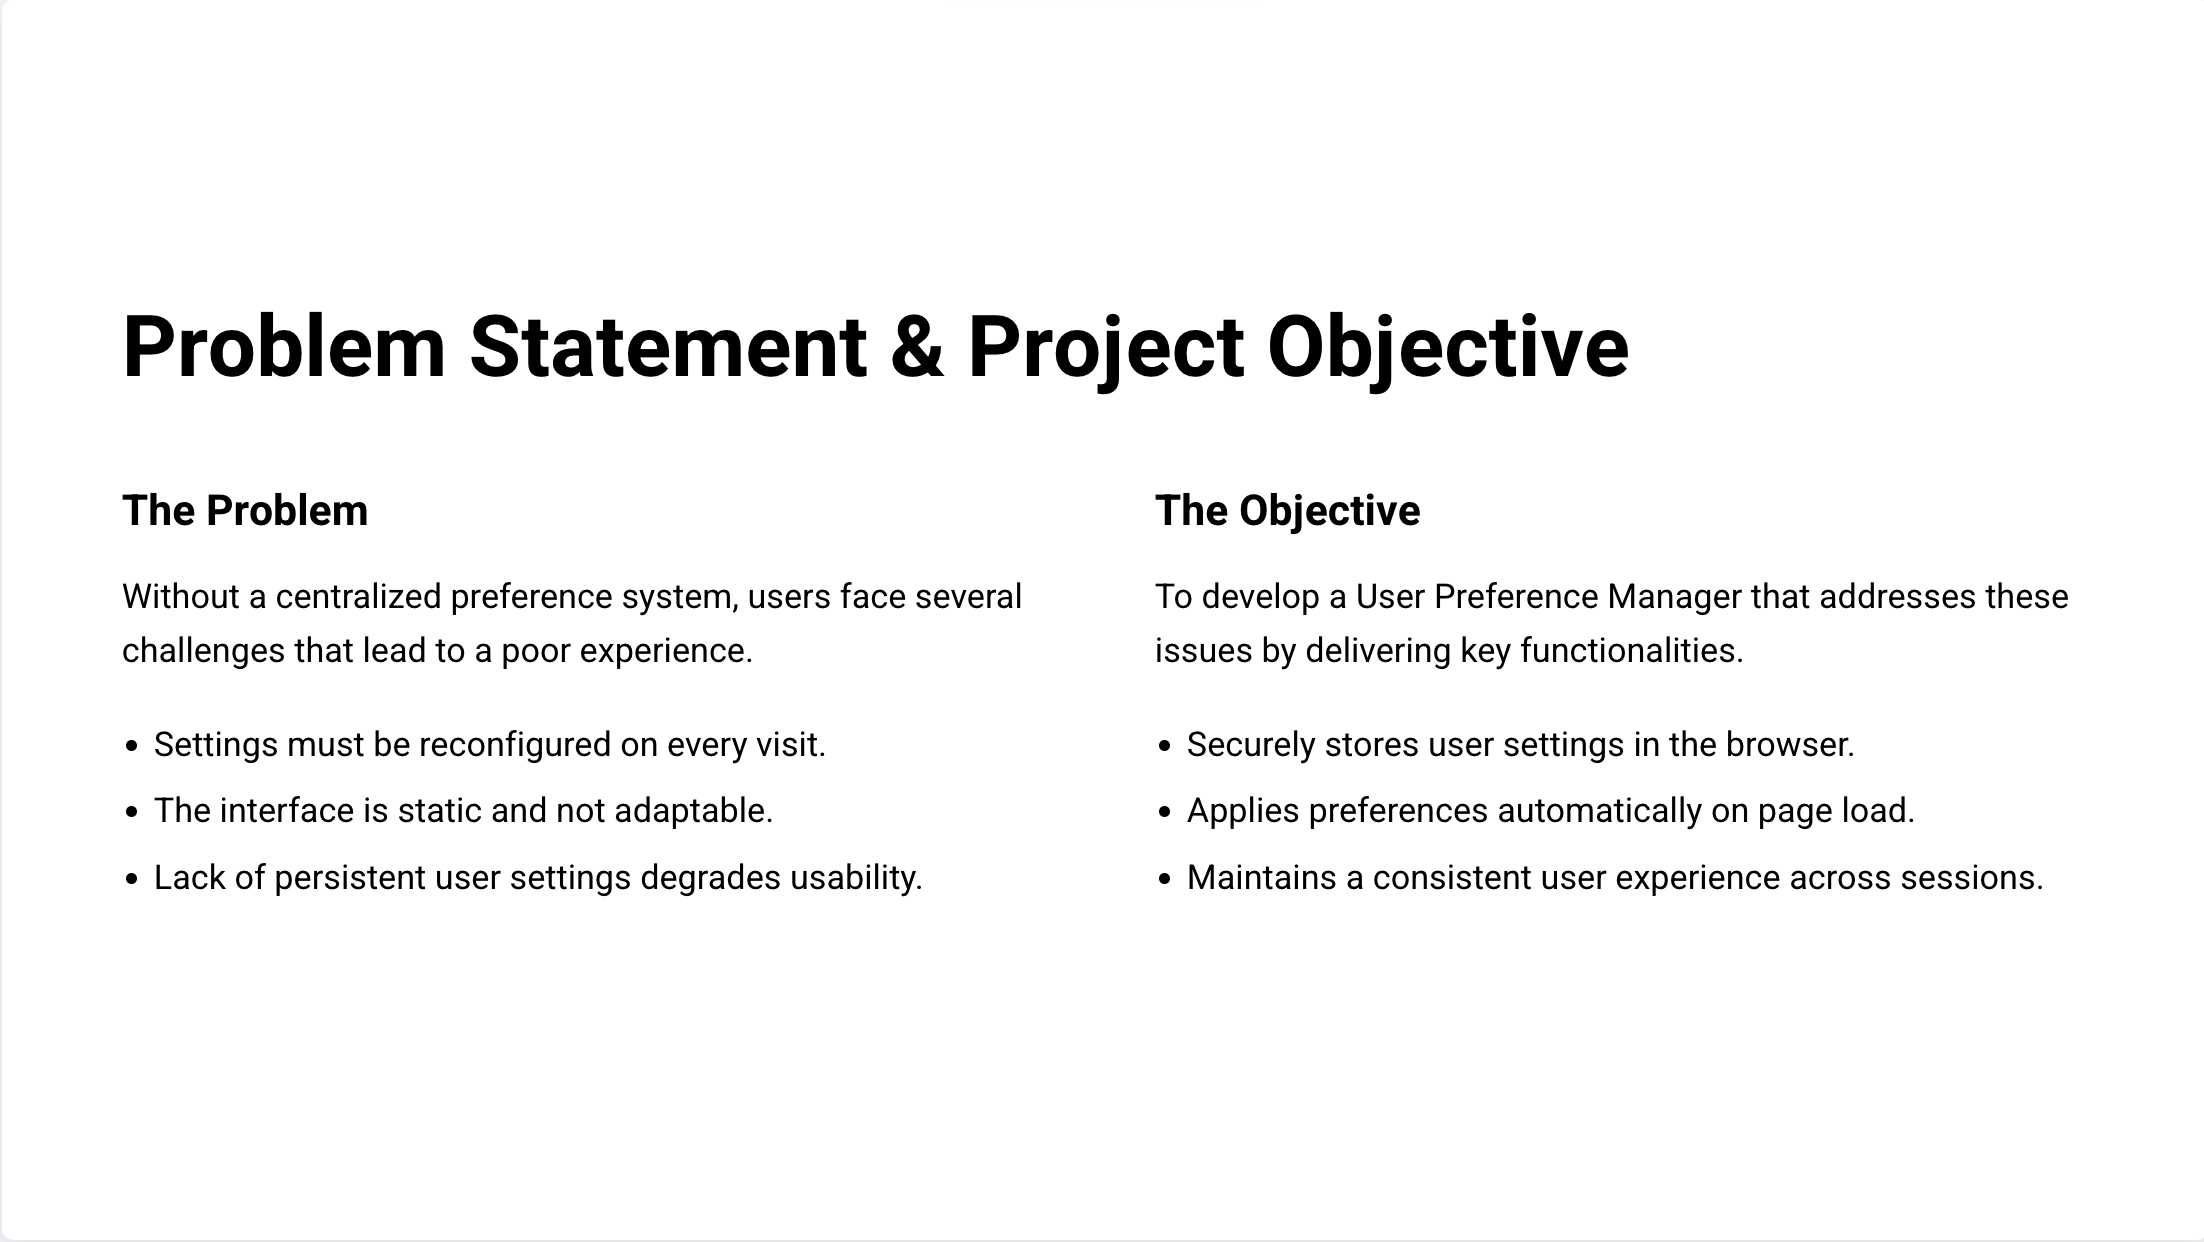 Problem Statement & Project Objective
The Problem
Without a centralized preference system, users face several
challenges that lead to a poor experience.
• Settings must be reconfigured on every visit.
• The interface is static and not adaptable.
• Lack of persistent user settings degrades usability.
The Objective
To develop a User Preference Manager that addresses these
issues by delivering key functionalities.
• Securely stores user settings in the browser.
• Applies preferences automatically on page load.
• Maintains a consistent user experience across sessions.